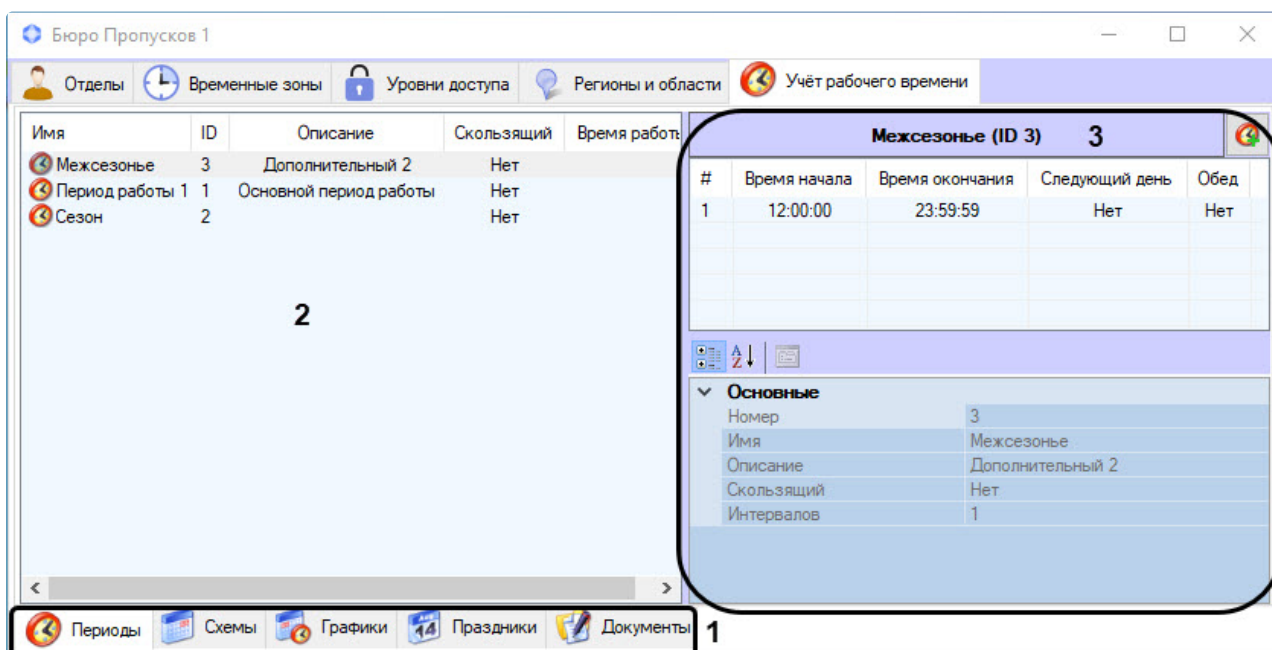 Бюро Пропусков 1
Отделы Временные зоны Уровни доступа Регионы и области Учёт рабочего времени
Имя ID Описание Скользящий Время работы
Межсезонье 3 Дополнительный 2 Нет
Период работы 1 1 Основной период работы Нет
Сезон 2 Нет
2
Межсезонье (ID 3) 3
# Время начала Время окончания Следующий день Обед
1 12:00:00 23:59:59 Нет Нет
Основные
Номер 3
Имя Межсезонье
Описание Дополнительный 2
Скользящий Нет
Интервалов 1
Периоды Схемы Графики 14 Праздники Документы 1